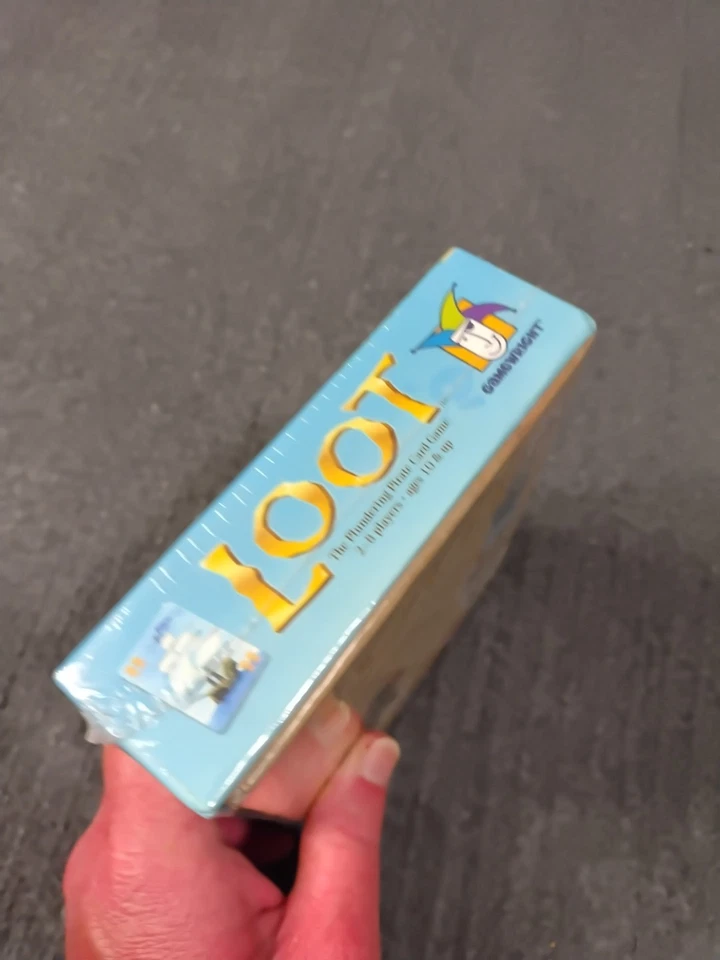 LOOT
The Plundering Pirate Card Game
2-8 players • ages 10 & up
GAMEWRIGHT